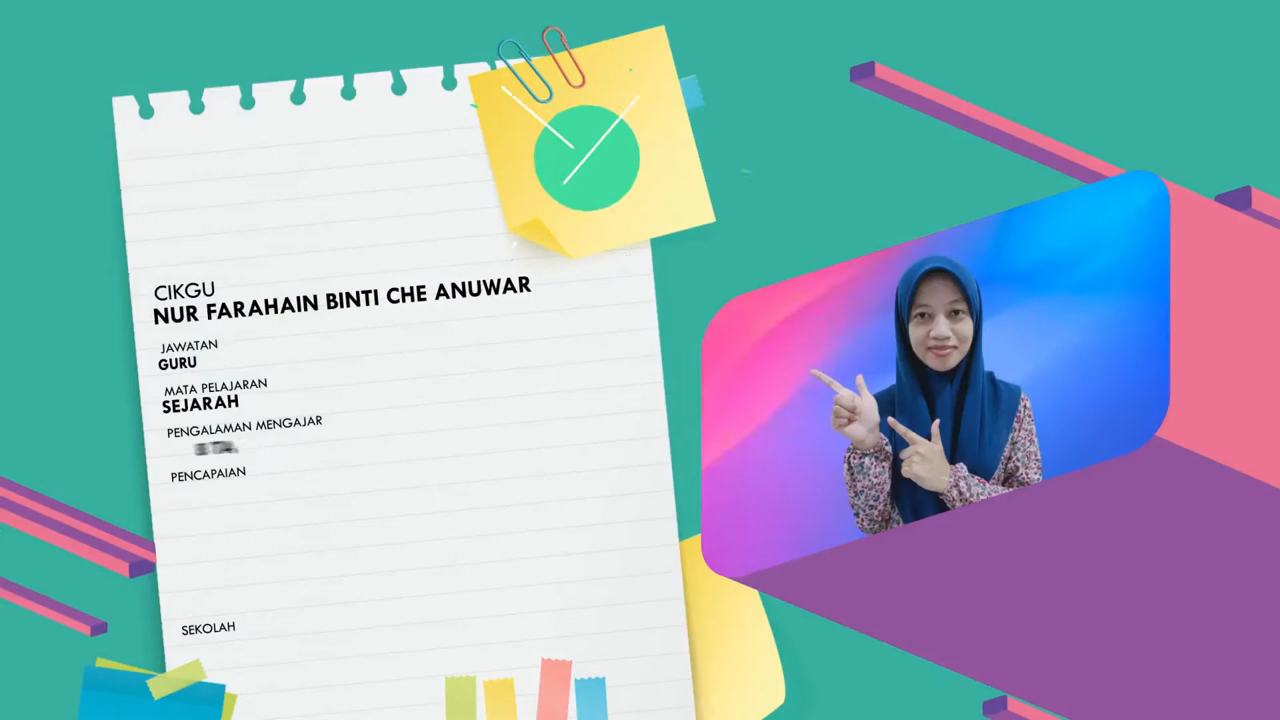 CIKGU
NUR FARAHAIN BINTI CHE ANUWAR
JAWATAN
GURU
MATA PELAJARAN
SEJARAH
PENGALAMAN MENGAJAR
PENCAPAIAN
SEKOLAH